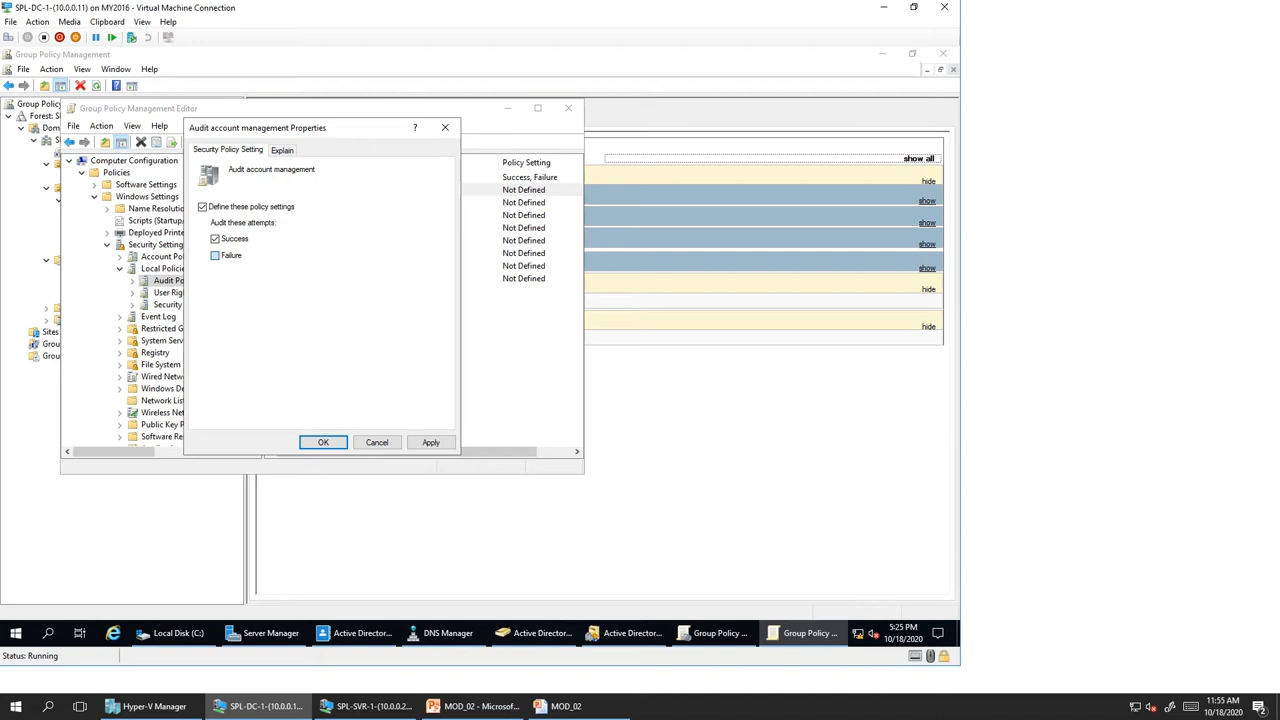 SPL-DC-1-(10.0.0.11) on MY2016 - Virtual Machine Connection
File Action Media Clipboard View Help
Group Policy Management
File Action View Window Help
Group Policy
Forest: S
Dom
Sites
Grou
Grou
Group Policy Management Editor
File Action View Help
Computer Configuration
Policies
Software Settings
Windows Settings
Name Resolutio
Scripts (Startup/
Deployed Printe
Security Setting
Account Pol
Local Policie
Audit Po
User Rig
Security
Event Log
Restricted G
System Serv
Registry
File System
Wired Netw
Windows De
Network List
Wireless Net
Public Key P
Software Re
Policy Setting
Success, Failure
Not Defined
Not Defined
Not Defined
Not Defined
Not Defined
Not Defined
Not Defined
Not Defined
Audit account management Properties
? 
Security Policy Setting Explain
Audit account management
Define these policy settings
Audit these attempts:
Success
Failure
OK Cancel Apply
show all
hide
show
show
show
show
hide
hide
Local Disk (C:) Server Manager Active Director... DNS Manager Active Director... Active Director... Group Policy ... Group Policy ...
5:25 PM
10/18/2020
Status: Running
Hyper-V Manager SPL-DC-1-(10.0.0.1... SPL-SVR-1-(10.0.0.2... MOD_02 - Microsof... MOD_02
11:55 AM
10/18/2020
2